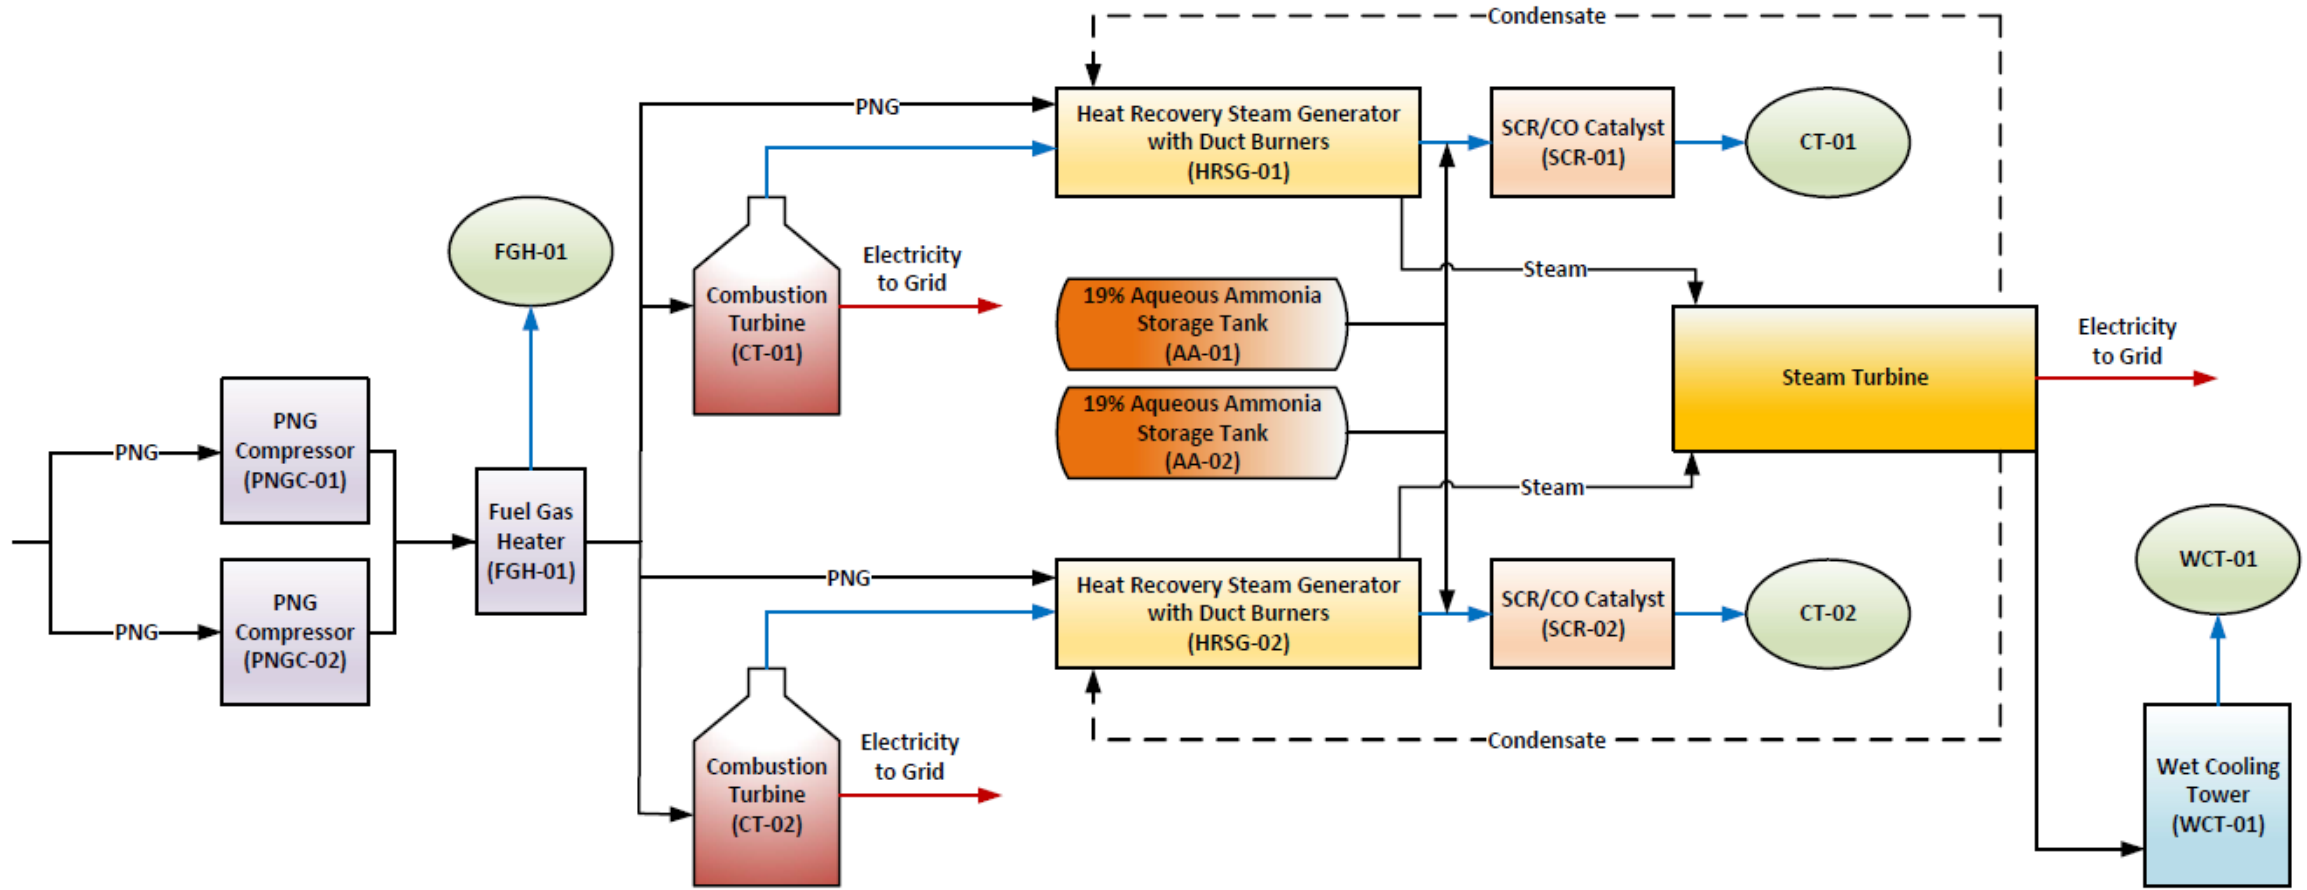 Condensate
PNG
Heat Recovery Steam Generator
with Duct Burners
(HRSG-01)
SCR/CO Catalyst
(SCR-01)
CT-01
FGH-01
Electricity
to Grid
Combustion
Turbine
(CT-01)
Steam
19% Aqueous Ammonia
Storage Tank
(AA-01)
Electricity
to Grid
Steam Turbine
19% Aqueous Ammonia
Storage Tank
(AA-02)
PNG
PNG
Compressor
(PNGC-01)
Steam
Fuel Gas
Heater
(FGH-01)
WCT-01
PNG
PNG
Compressor
(PNGC-02)
PNG
Heat Recovery Steam Generator
with Duct Burners
(HRSG-02)
SCR/CO Catalyst
(SCR-02)
CT-02
Condensate
Electricity
to Grid
Combustion
Turbine
(CT-02)
Wet Cooling
Tower
(WCT-01)